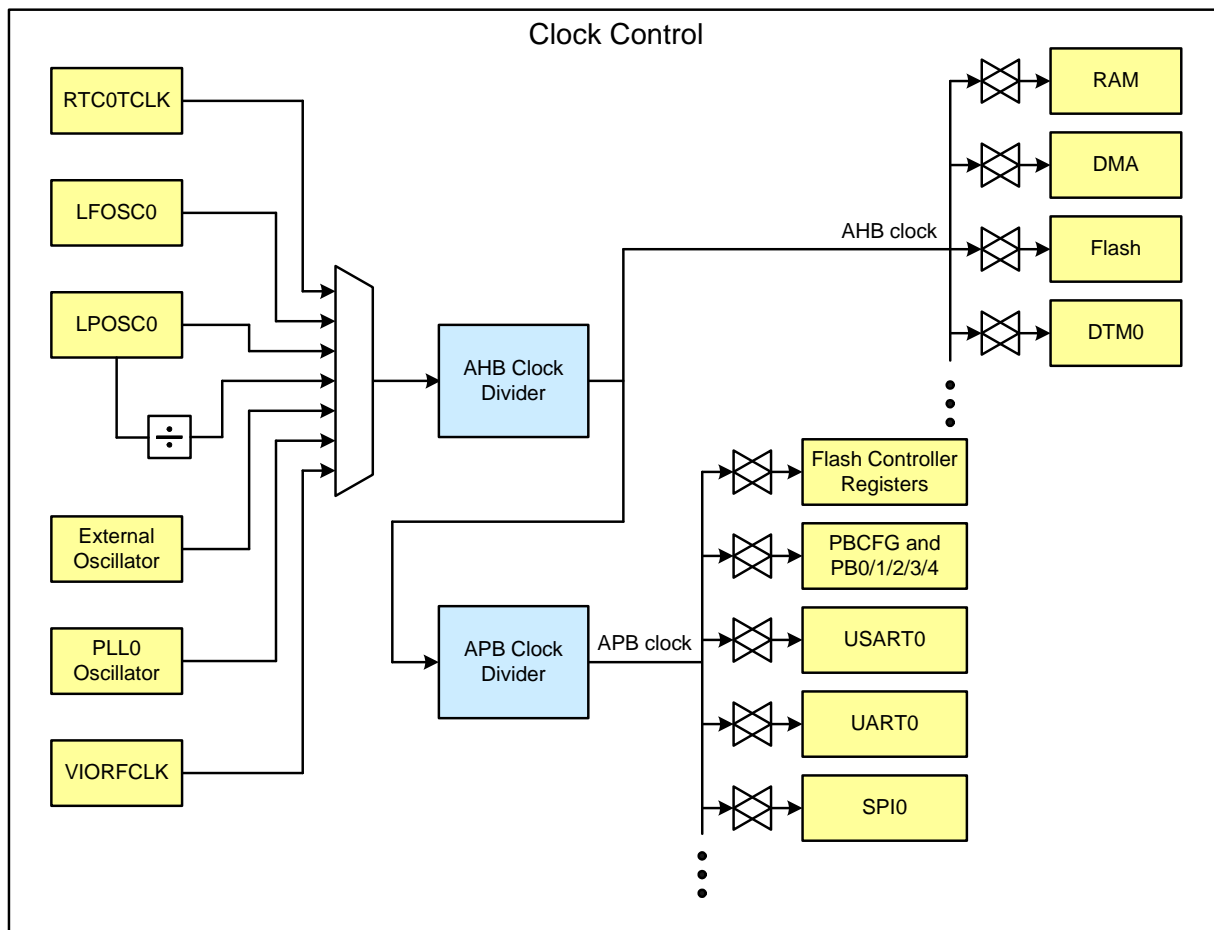 Clock Control
RTC0TCLK
LFOSC0
LPOSC0
÷
External
Oscillator
PLL0
Oscillator
VIORFCLK
AHB Clock
Divider
AHB clock
RAM
DMA
Flash
DTM0
APB Clock
Divider
APB clock
Flash Controller
Registers
PBCFG and
PB0/1/2/3/4
USART0
UART0
SPI0